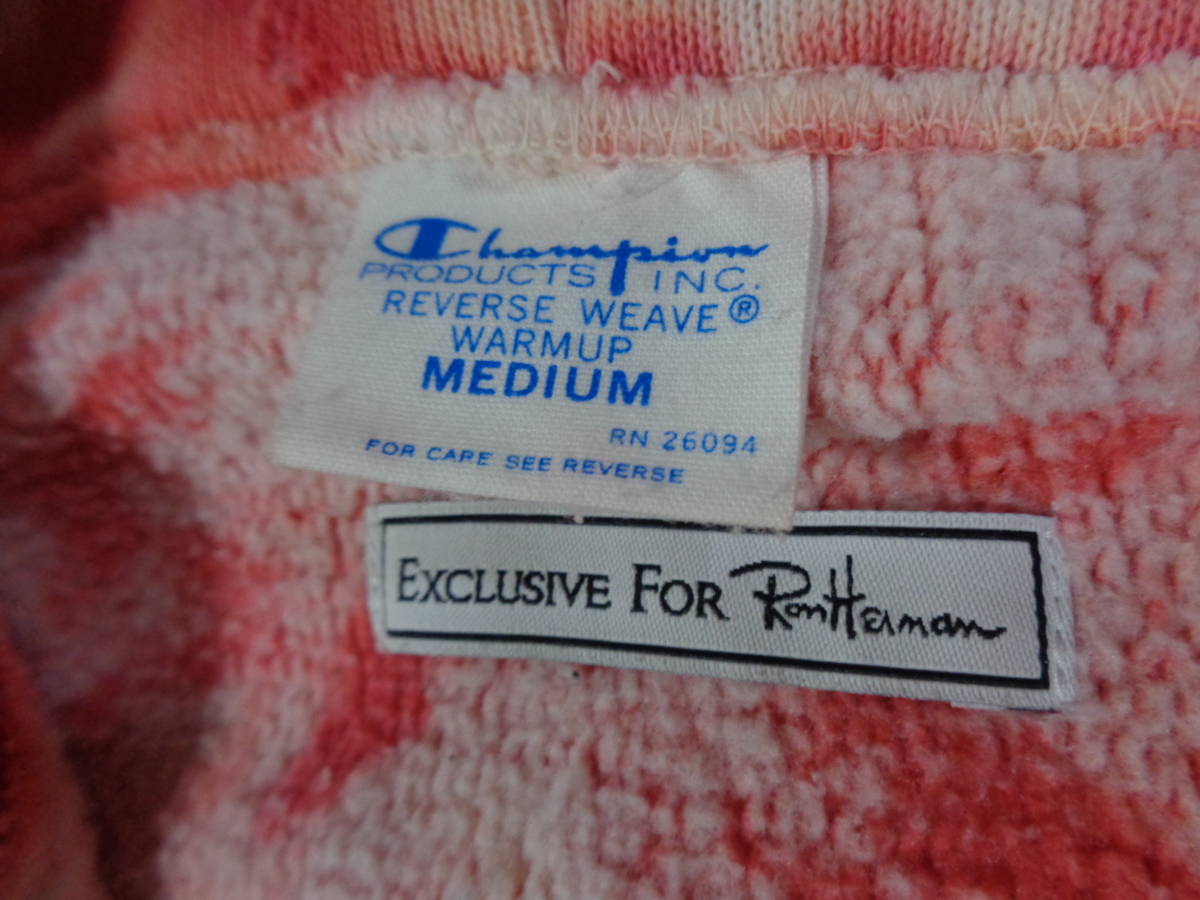 Champion
PRODUCTS INC.
REVERSE WEAVE®
WARMUP
MEDIUM
RN 26094
FOR CARE SEE REVERSE
EXCLUSIVE FOR Ron Herman